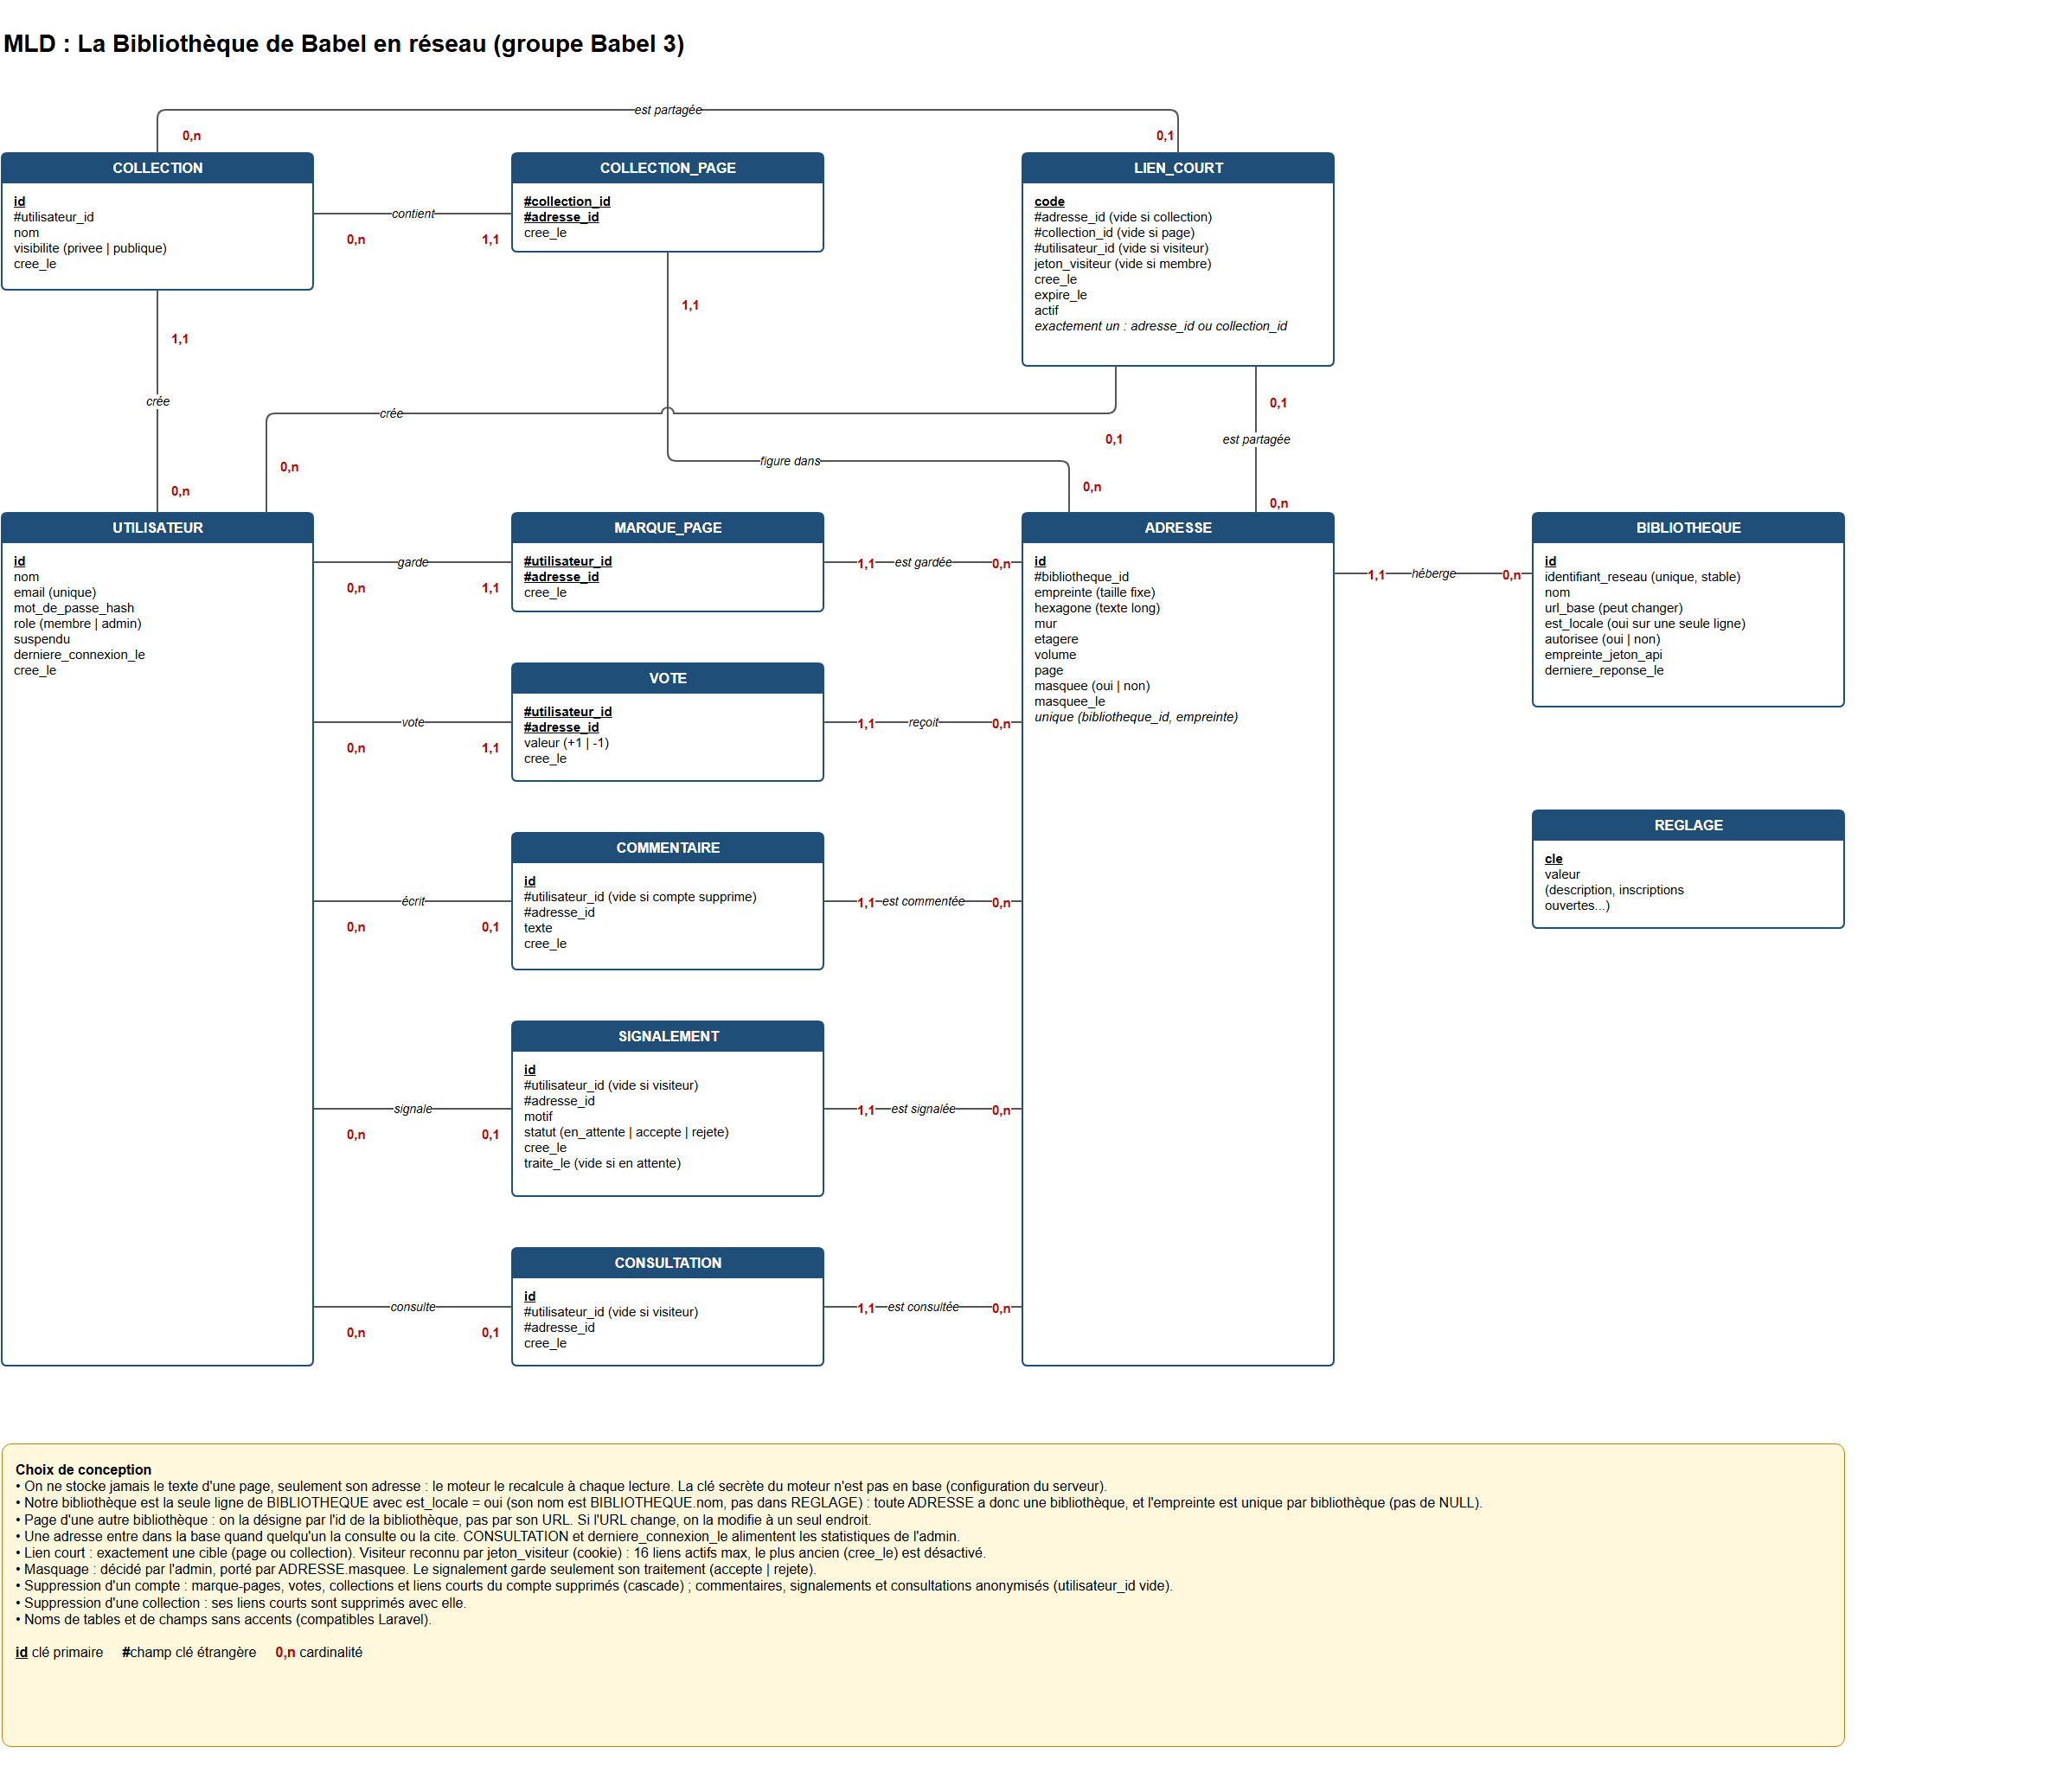 MLD : La Bibliothèque de Babel en réseau (groupe Babel 3)
est partagée
0,n
0,1
COLLECTION
id
#utilisateur_id
nom
visibilite (privee | publique)
cree_le
contient
0,n
1,1
COLLECTION_PAGE
#collection_id
#adresse_id
cree_le
LIEN_COURT
code
#adresse_id (vide si collection)
#collection_id (vide si page)
#utilisateur_id (vide si visiteur)
jeton_visiteur (vide si membre)
cree_le
expire_le
actif
exactement un : adresse_id ou collection_id
1,1
1,1
crée
crée
0,1
0,1
est partagée
figure dans
0,n
0,n
0,n
0,n
UTILISATEUR
id
nom
email (unique)
mot_de_passe_hash
role (membre | admin)
suspendu
derniere_connexion_le
cree_le
garde
0,n
1,1
MARQUE_PAGE
#utilisateur_id
#adresse_id
cree_le
1,1
est gardée
0,n
ADRESSE
id
#bibliotheque_id
empreinte (taille fixe)
hexagone (texte long)
mur
etagere
volume
page
masquee (oui | non)
masquee_le
unique (bibliotheque_id, empreinte)
1,1
héberge
0,n
BIBLIOTHEQUE
id
identifiant_reseau (unique, stable)
nom
url_base (peut changer)
est_locale (oui sur une seule ligne)
autorisee (oui | non)
empreinte_jeton_api
derniere_reponse_le
vote
0,n
1,1
VOTE
#utilisateur_id
#adresse_id
valeur (+1 | -1)
cree_le
1,1
reçoit
0,n
REGLAGE
cle
valeur
(description, inscriptions
ouvertes...)
écrit
0,n
0,1
COMMENTAIRE
id
#utilisateur_id (vide si compte supprime)
#adresse_id
texte
cree_le
1,1
est commentée
0,n
signale
0,n
0,1
SIGNALEMENT
id
#utilisateur_id (vide si visiteur)
#adresse_id
motif
statut (en_attente | accepte | rejete)
cree_le
traite_le (vide si en attente)
1,1
est signalée
0,n
consulte
0,n
0,1
CONSULTATION
id
#utilisateur_id (vide si visiteur)
#adresse_id
cree_le
1,1
est consultée
0,n
Choix de conception
• On ne stocke jamais le texte d'une page, seulement son adresse : le moteur le recalcule à chaque lecture. La clé secrète du moteur n'est pas en base (configuration du serveur).
• Notre bibliothèque est la seule ligne de BIBLIOTHEQUE avec est_locale = oui (son nom est BIBLIOTHEQUE.nom, pas dans REGLAGE) : toute ADRESSE a donc une bibliothèque, et l'empreinte est unique par bibliothèque (pas de NULL).
• Page d'une autre bibliothèque : on la désigne par l'id de la bibliothèque, pas par son URL. Si l'URL change, on la modifie à un seul endroit.
• Une adresse entre dans la base quand quelqu'un la consulte ou la cite. CONSULTATION et derniere_connexion_le alimentent les statistiques de l'admin.
• Lien court : exactement une cible (page ou collection). Visiteur reconnu par jeton_visiteur (cookie) : 16 liens actifs max, le plus ancien (cree_le) est désactivé.
• Masquage : décidé par l'admin, porté par ADRESSE.masquee. Le signalement garde seulement son traitement (accepte | rejete).
• Suppression d'un compte : marque-pages, votes, collections et liens courts du compte supprimés (cascade) ; commentaires, signalements et consultations anonymisés (utilisateur_id vide).
• Suppression d'une collection : ses liens courts sont supprimés avec elle.
• Noms de tables et de champs sans accents (compatibles Laravel).
id clé primaire #champ clé étrangère 0,n cardinalité